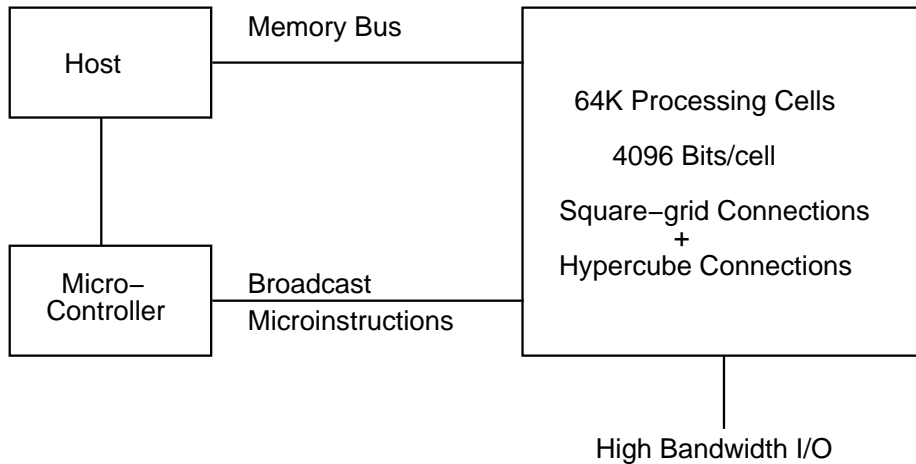 Memory Bus
Host
64K Processing Cells
4096 Bits/cell
Square−grid Connections
+
Hypercube Connections
Micro−
Controller
Broadcast
Microinstructions
High Bandwidth I/O